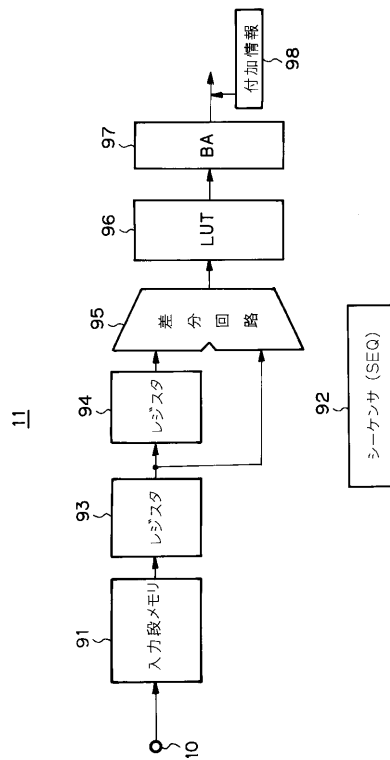 11
10
91
入力段メモリ
93
レジスタ
94
レジスタ
95
差分回路
96
LUT
97
BA
付加情報
98
シーケンサ (SEQ)
92